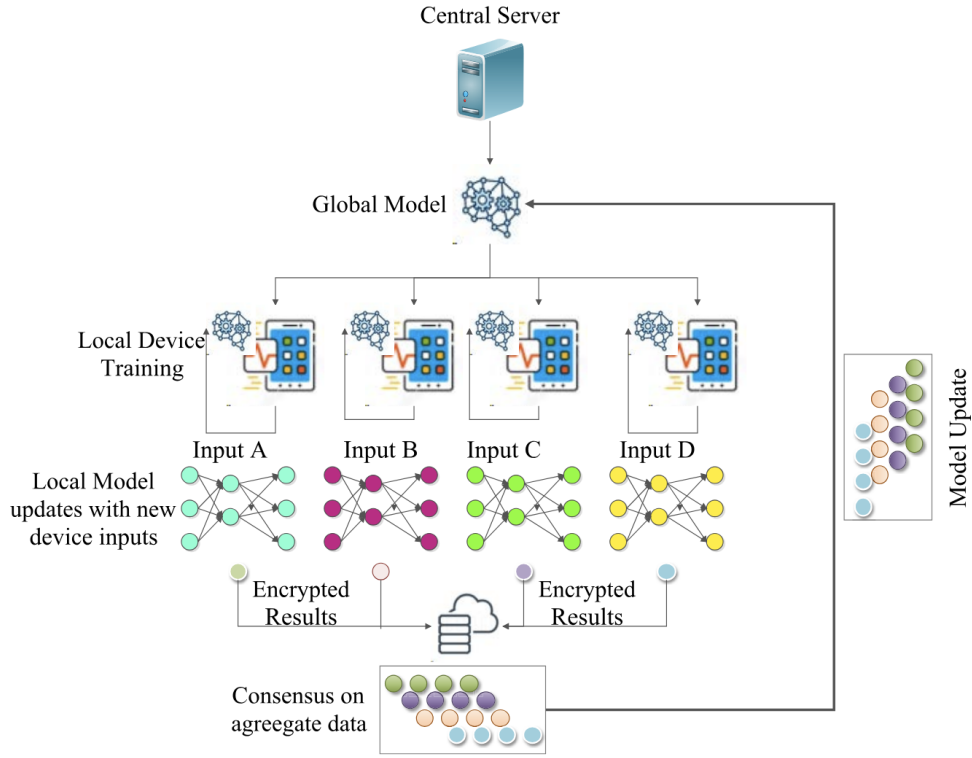 Central Server
Global Model
Local Device
Training
Input A
Input B
Input C
Input D
Local Model
updates with new
device inputs
Encrypted
Results
Encrypted
Results
Consensus on
agreegate data
Model Update